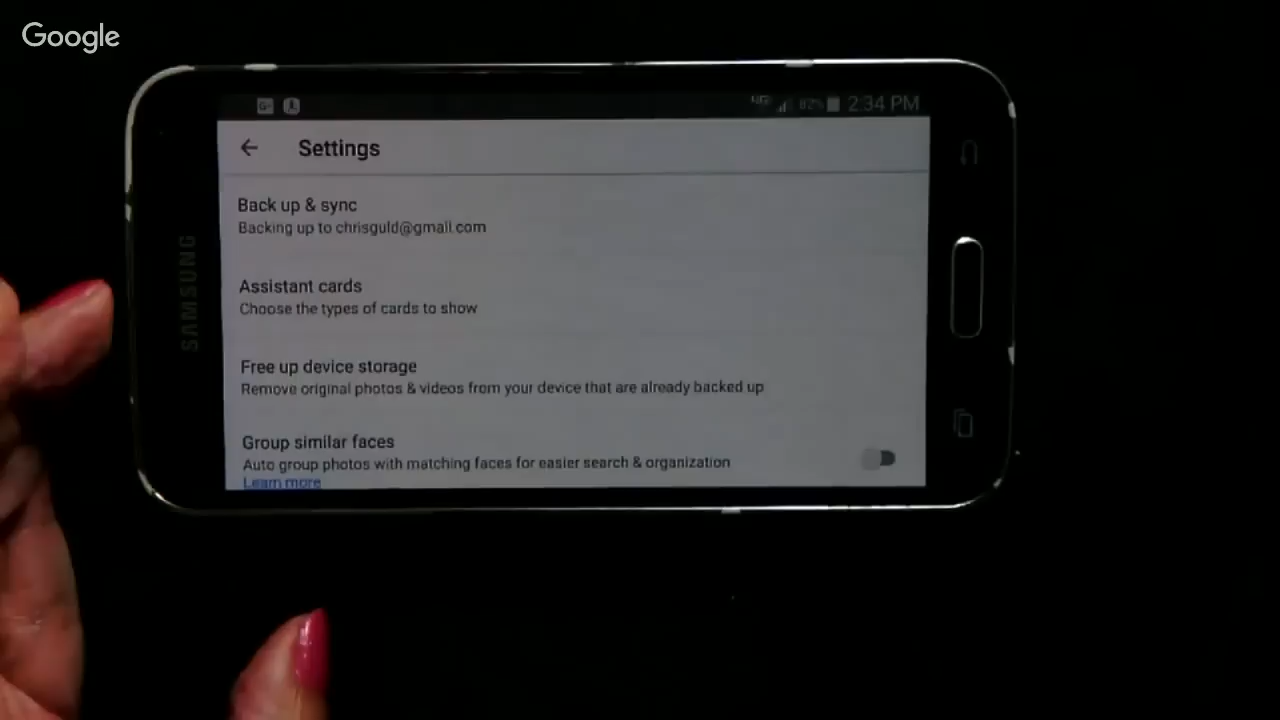 Google
4G 82% 2:34 PM
Settings
Back up & sync
Backing up to chrisguld@gmail.com
Assistant cards
Choose the types of cards to show
Free up device storage
Remove original photos & videos from your device that are already backed up
Group similar faces
Auto group photos with matching faces for easier search & organization
Learn more
SAMSUNG